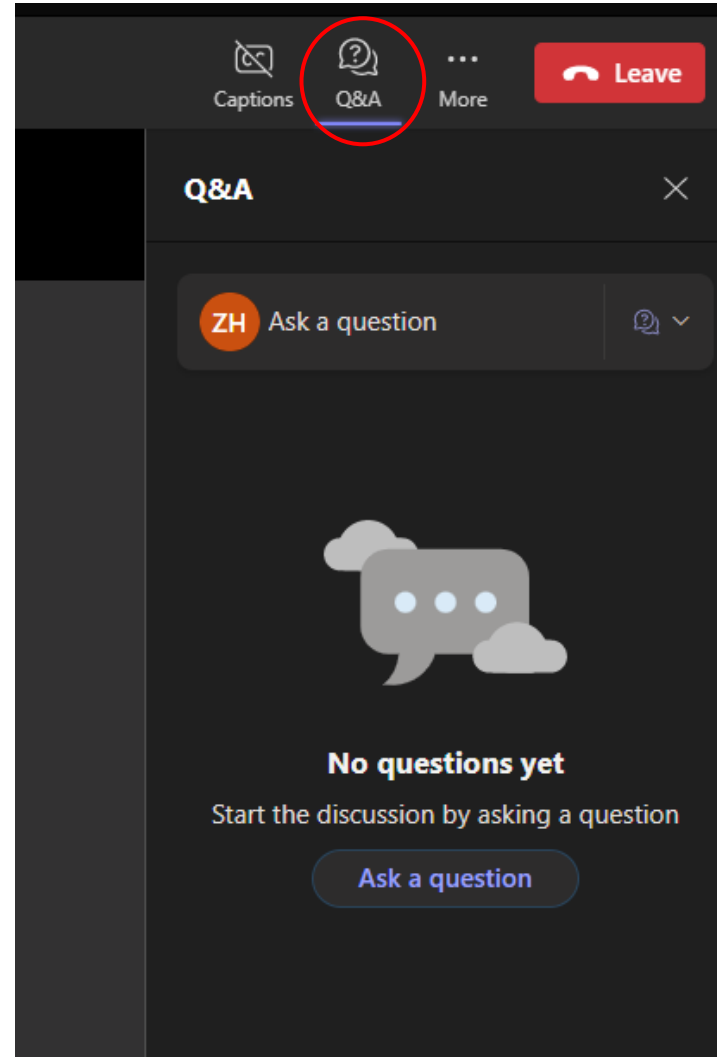 Captions Q&A More Leave
Q&A
ZH Ask a question
No questions yet
Start the discussion by asking a question
Ask a question